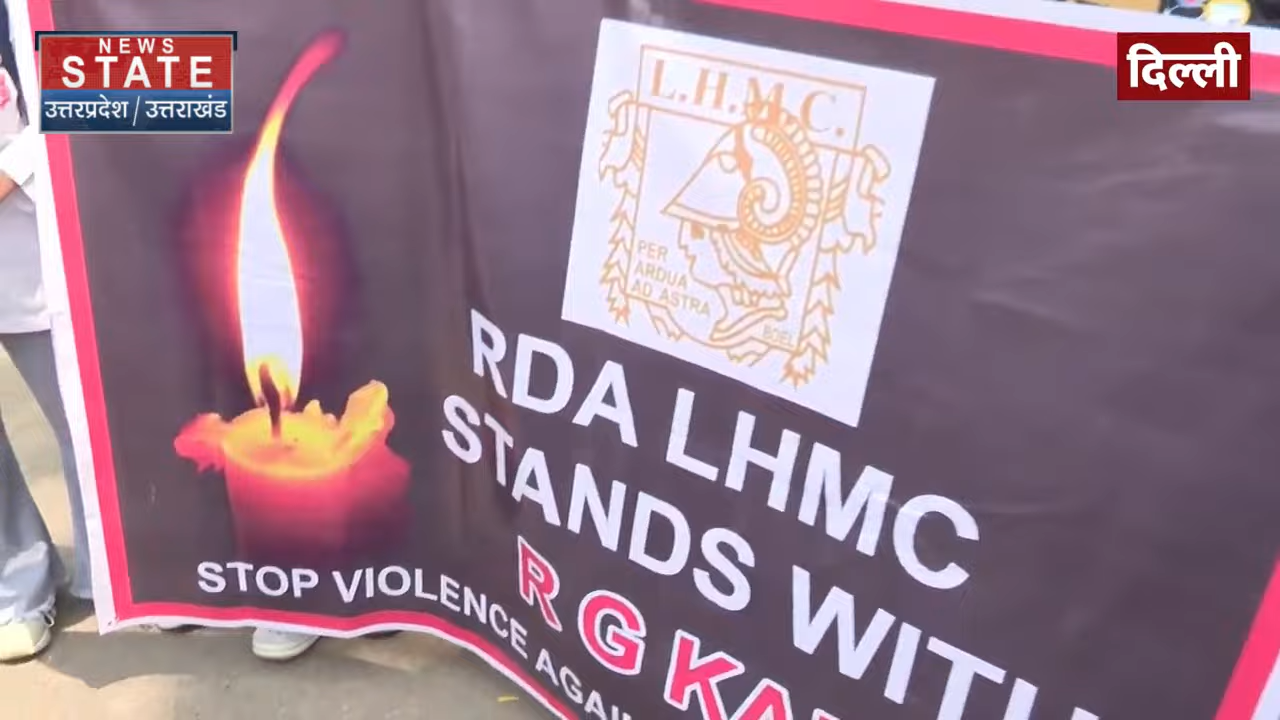 NEWS
STATE
उत्तरप्रदेश / उत्तराखंड
दिल्ली
L.H.M.C.
PER
ARDUA
AD ASTRA
RDA LHMC
STANDS WITH
R G KA
STOP VIOLENCE AGAI